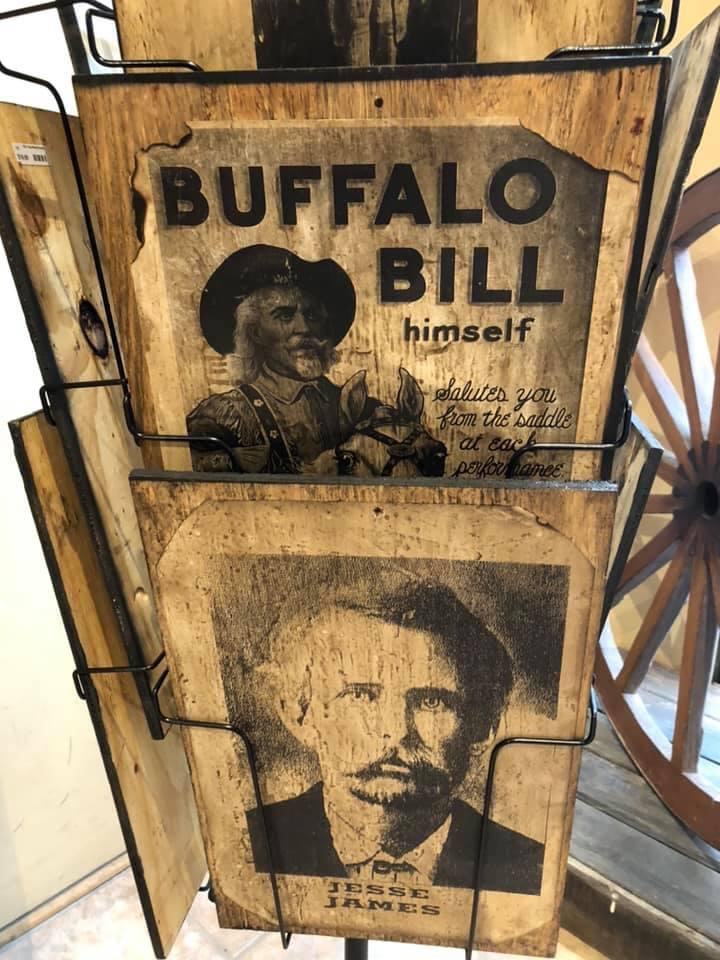 BUFFALO
BILL
himself
Salutes you
from the saddle
at each
performance
JESSE
JAMES